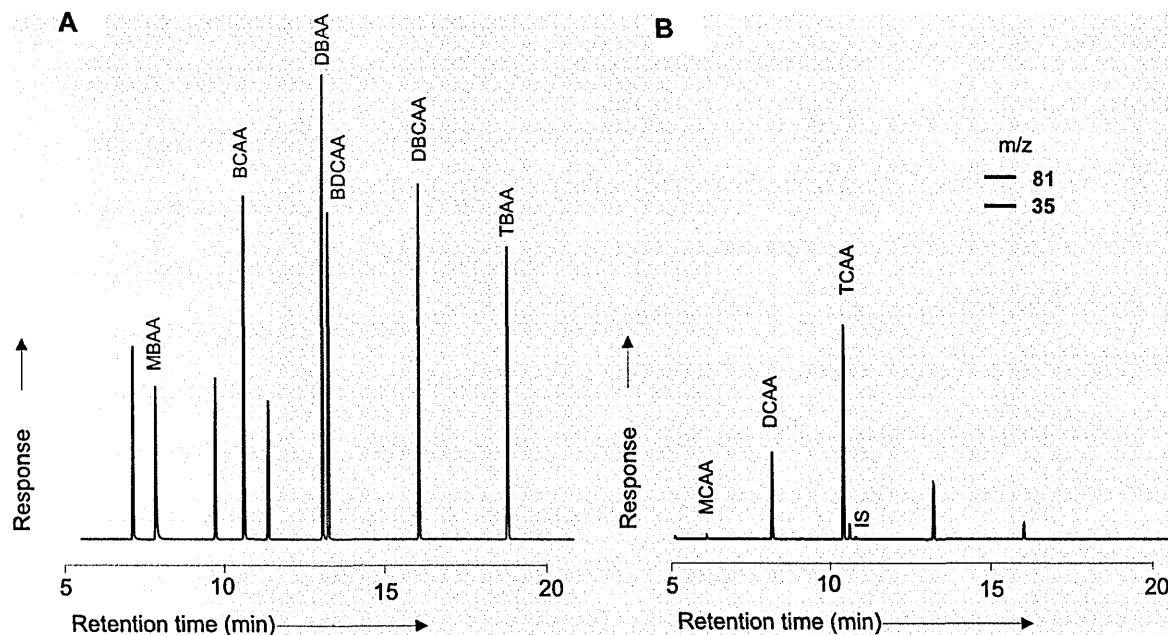 A
Response
MBAA
BCAA
DBAA
BDCAA
DBCAA
TBAA
5 10 15 20
Retention time (min)
B
m/z
81
35
Response
MCAA
DCAA
TCAA
IS
5 10 15 20
Retention time (min)